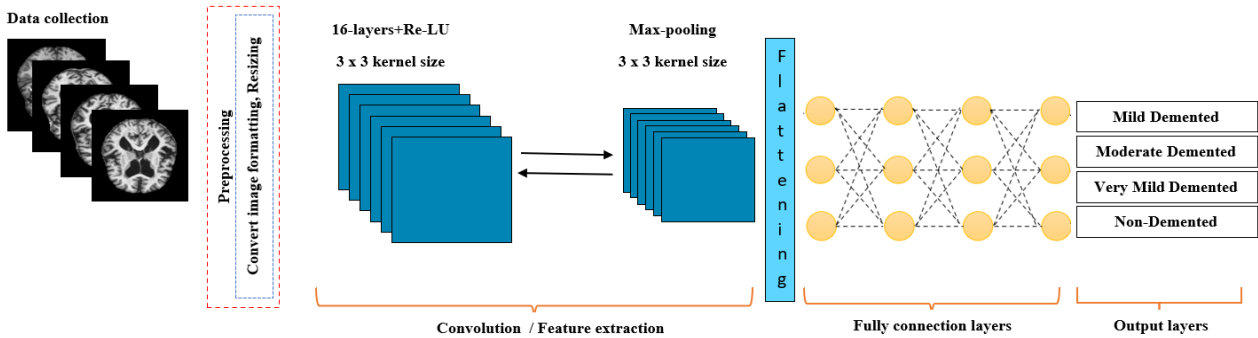 Data collection
Preprocessing
Convert image formatting, Resizing
16-layers+Re-LU
3 x 3 kernel size
Max-pooling
3 x 3 kernel size
Flattening
Mild Demented
Moderate Demented
Very Mild Demented
Non-Demented
Convolution / Feature extraction
Fully connection layers
Output layers